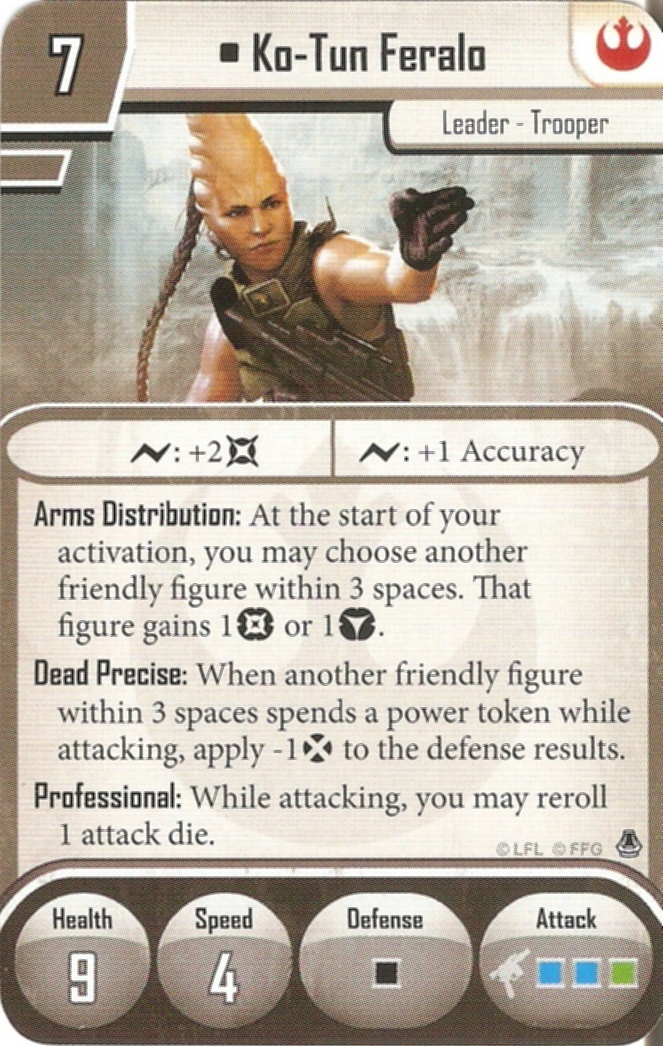 7
Ko-Tun Feralo
Leader - Trooper
: +2
: +1 Accuracy
Arms Distribution: At the start of your
activation, you may choose another
friendly figure within 3 spaces. That
figure gains 1 or 1.
Dead Precise: When another friendly figure
within 3 spaces spends a power token while
attacking, apply -1 to the defense results.
Professional: While attacking, you may reroll
1 attack die.
©LFL ©FFG
Health
Speed
Defense
Attack
9
4